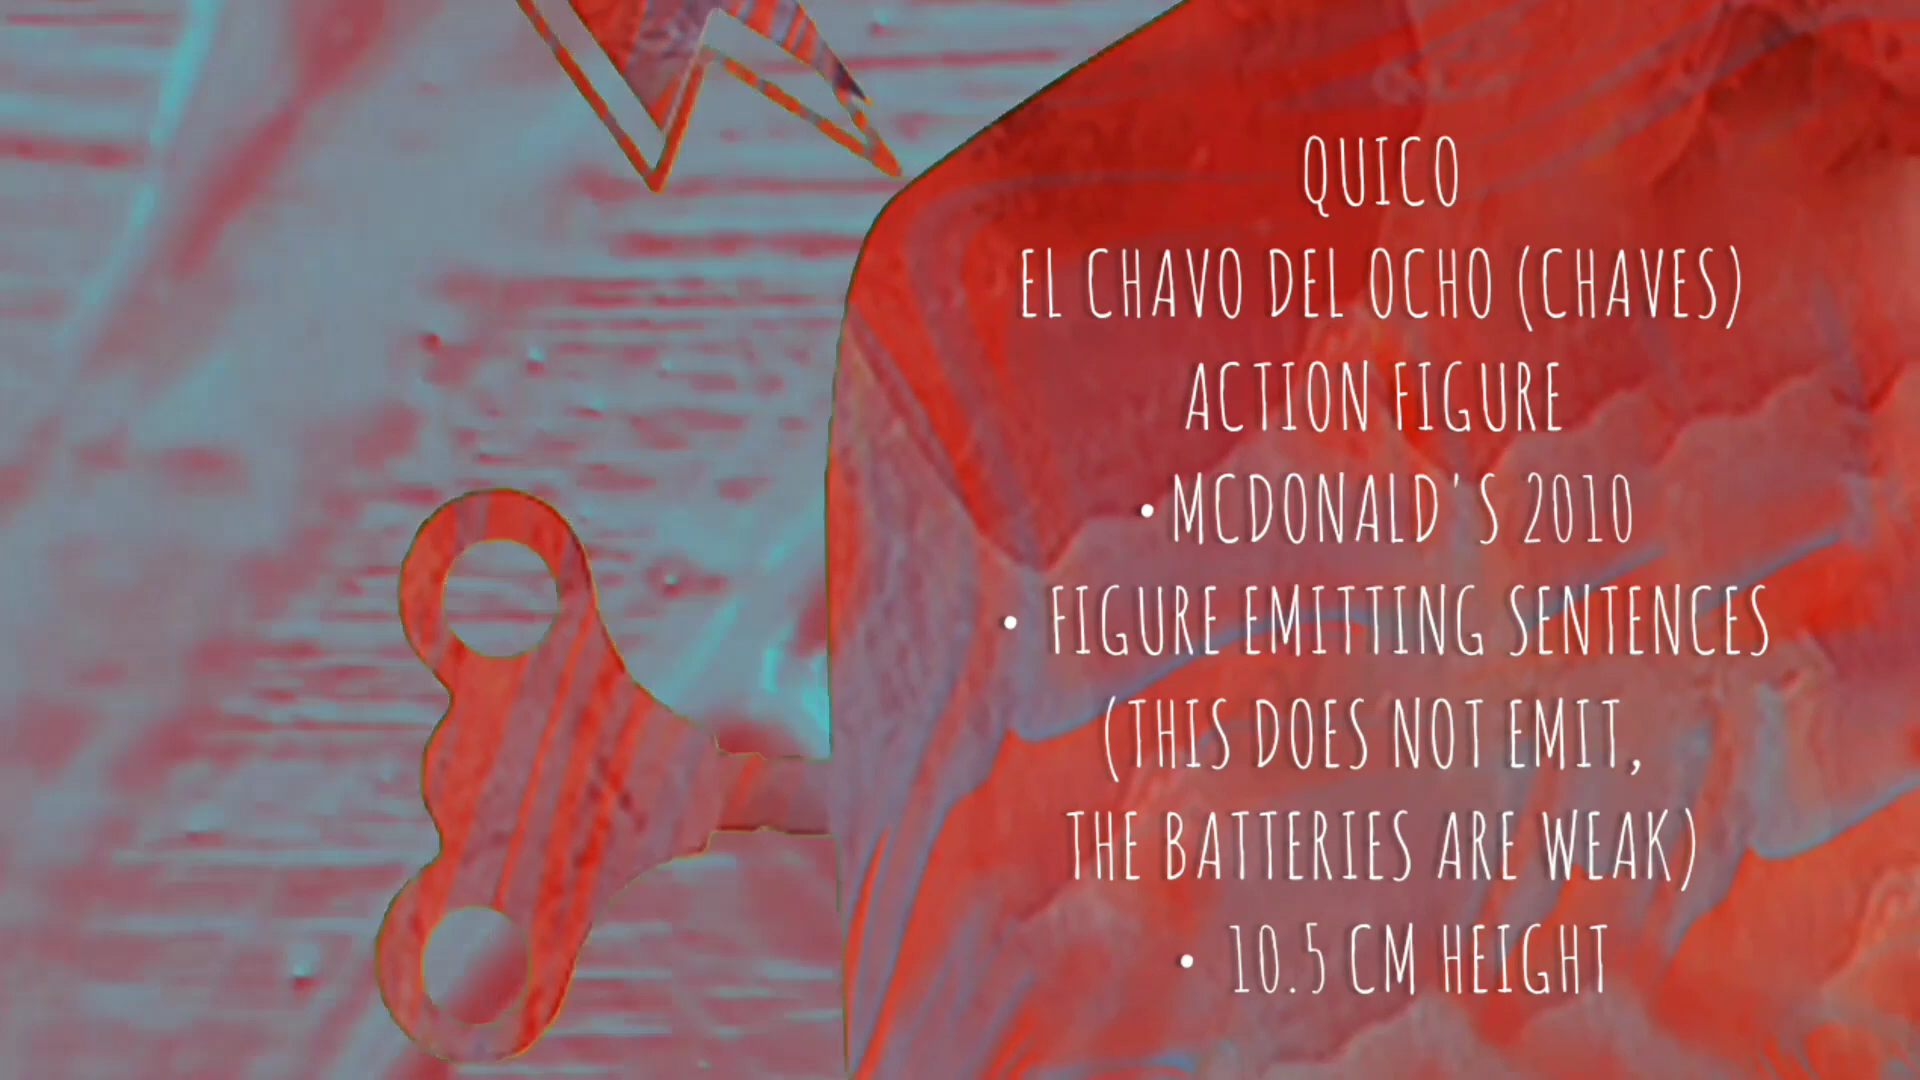 QUICO
EL CHAVO DEL OCHO (CHAVES)
ACTION FIGURE
• MCDONALD'S 2010
• FIGURE EMITTING SENTENCES
(THIS DOES NOT EMIT,
THE BATTERIES ARE WEAK)
• 10.5 CM HEIGHT